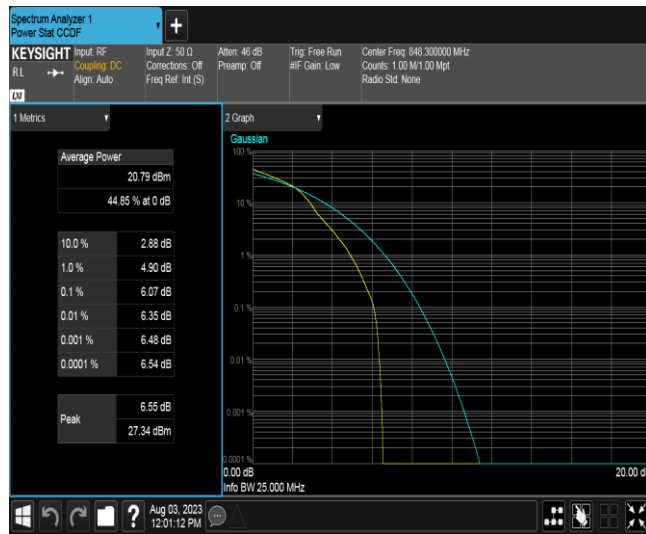 Spectrum Analyzer 1
Power Stat CCDF
+
KEYSIGHT
RL
LXI
Input: RF
Coupling: DC
Align: Auto
Input Z: 50 Ω
Corrections: Off
Freq Ref: Int (S)
Atten: 46 dB
Preamp: Off
Trig: Free Run
#IF Gain: Low
Center Freq: 848.300000 MHz
Counts: 1.00 M/1.00 Mpt
Radio Std: None
1 Metrics
Average Power
20.79 dBm
44.85 % at 0 dB
10.0 % 2.88 dB
1.0 % 4.90 dB
0.1 % 6.07 dB
0.01 % 6.35 dB
0.001 % 6.48 dB
0.0001 % 6.54 dB
Peak
6.55 dB
27.34 dBm
2 Graph
Gaussian
100 %
10 %
1 %
0.1 %
0.01 %
0.001 %
0.0001 %
0.00 dB
20.00 d
Info BW 25.000 MHz
?
Aug 03, 2023
12:01:12 PM